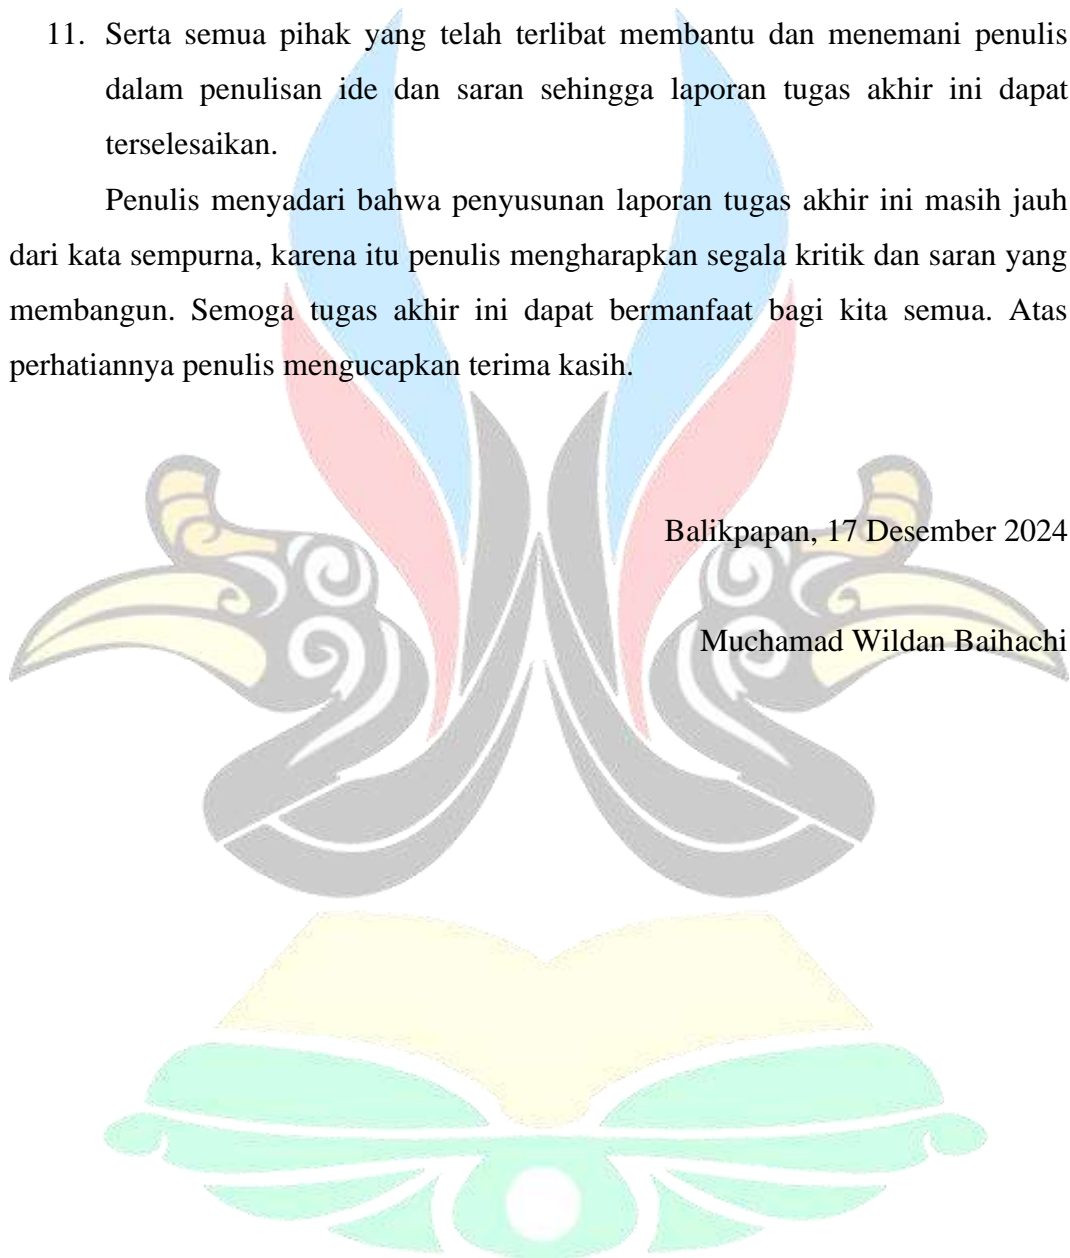 11. Serta semua pihak yang telah terlibat membantu dan menemani penulis
dalam penulisan ide dan saran sehingga laporan tugas akhir ini dapat
terselesaikan.
Penulis menyadari bahwa penyusunan laporan tugas akhir ini masih jauh
dari kata sempurna, karena itu penulis mengharapkan segala kritik dan saran yang
membangun. Semoga tugas akhir ini dapat bermanfaat bagi kita semua. Atas
perhatiannya penulis mengucapkan terima kasih.
Balikpapan, 17 Desember 2024
Muchamad Wildan Baihachi